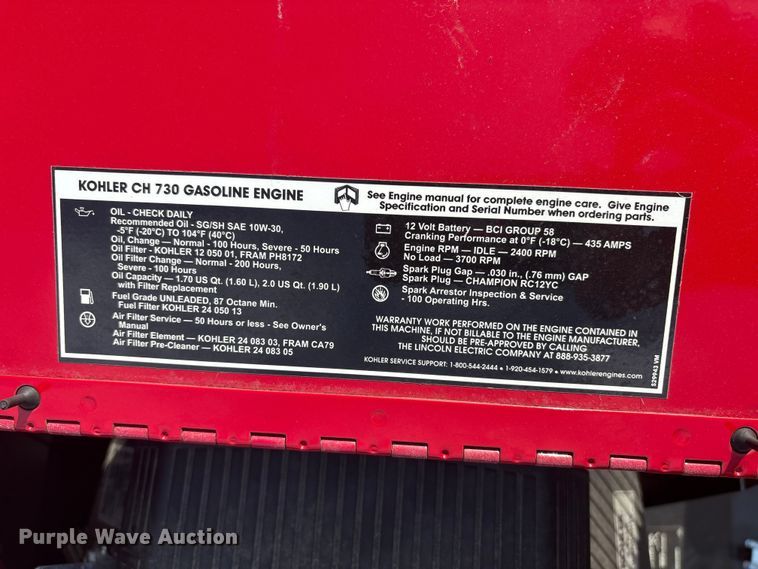 KOHLER CH 730 GASOLINE ENGINE
See Engine manual for complete engine care. Give Engine
Specification and Serial Number when ordering parts.
OIL - CHECK DAILY
Recommended Oil - SG/SH SAE 10W-30,
-5°F (-20°C) TO 104°F (40°C)
Oil, Change — Normal - 100 Hours, Severe - 50 Hours
Oil Filter - KOHLER 12 050 01, FRAM PH8172
Oil Filter Change — Normal - 200 Hours,
Severe - 100 Hours
Oil Capacity — 1.70 US Qt. (1.60 L), 2.0 US Qt. (1.90 L)
with Filter Replacement
Fuel Grade UNLEADED, 87 Octane Min.
Fuel Filter KOHLER 24 050 13
Air Filter Service — 50 Hours or less - See Owner's
Manual
Air Filter Element — KOHLER 24 083 03, FRAM CA79
Air Filter Pre-Cleaner — KOHLER 24 083 05
12 Volt Battery — BCI GROUP 58
Cranking Performance at 0°F (-18°C) — 435 AMPS
Engine RPM — IDLE — 2400 RPM
No Load — 3700 RPM
Spark Plug Gap — .030 in., (.76 mm) GAP
Spark Plug — CHAMPION RC12YC
Spark Arrestor Inspection & Service
- 100 Operating Hrs.
WARRANTY WORK PERFORMED ON THE ENGINE CONTAINED IN
THIS MACHINE, IF NOT BILLABLE TO THE ENGINE MANUFACTURER,
SHOULD BE PRE-APPROVED BY CALLING
THE LINCOLN ELECTRIC COMPANY AT 888-935-3877
KOHLER SERVICE SUPPORT: 1-800-544-2444 • 1-920-454-1579 • www.kohlerengines.com
S29943 VM
Purple Wave Auction